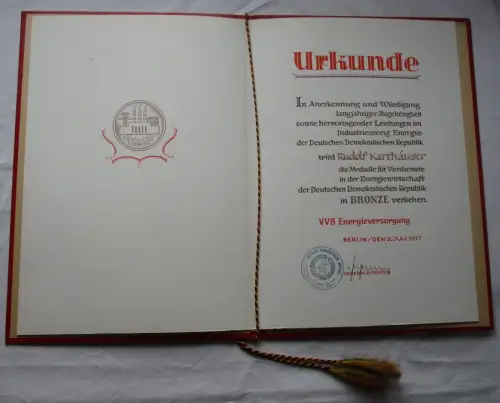 Urkunde
In Anerkennung und Würdigung
langjähriger Zugehörigkeit
sowie hervorragender Leistungen im
Industriezweig Energie
der Deutschen Demokratischen Republik
wird Rudolf Karthäuser
die Medaille für Verdienste
in der Energiewirtschaft
der Deutschen Demokratischen Republik
in BRONZE verliehen.
VVB Energieversorgung
BERLIN / DEN
GENERALDIREKTOR